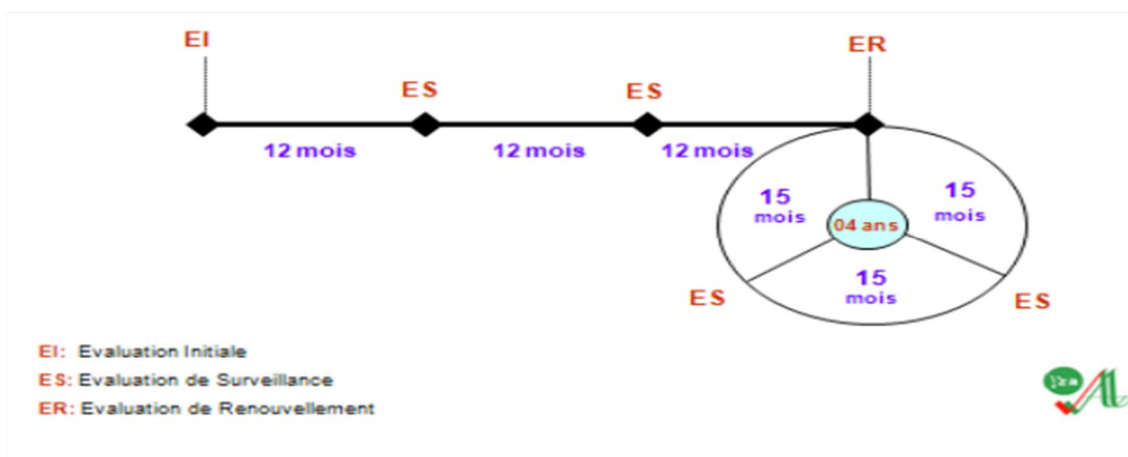 EI
ER
ES
ES
12 mois
12 mois
12 mois
15
mois
15
mois
04 ans
15
mois
ES
ES
EI: Evaluation Initiale
ES: Evaluation de Surveillance
ER: Evaluation de Renouvellement